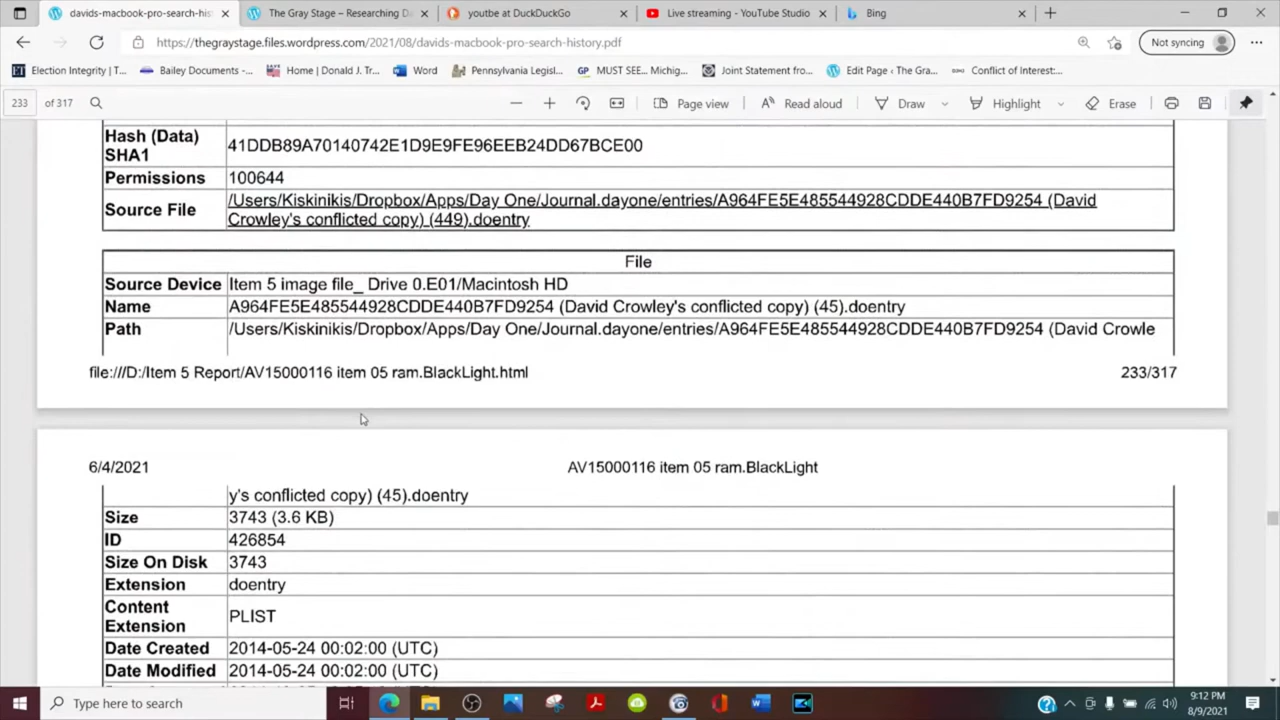 davids-macbook-pro-search-his
The Gray Stage – Researching Da
youtbe at DuckDuckGo
Live streaming - YouTube Studio
Bing
https://thegraystage.files.wordpress.com/2021/08/davids-macbook-pro-search-history.pdf
Not syncing
Election Integrity | T...
Bailey Documents -...
Home | Donald J. Tr...
Word
Pennsylvania Legisl...
GP MUST SEE... Michig...
Joint Statement fro...
Edit Page ‹ The Gra...
Conflict of Interest:...
233 of 317
Page view
Read aloud
Draw
Highlight
Erase
Hash (Data) SHA1 41DDB89A70140742E1D9E9FE96EEB24DD67BCE00
Permissions 100644
Source File /Users/Kiskinikis/Dropbox/Apps/Day One/Journal.dayone/entries/A964FE5E485544928CDDE440B7FD9254 (David
Crowley's conflicted copy) (449).doentry
File
Source Device Item 5 image file_ Drive 0.E01/Macintosh HD
Name A964FE5E485544928CDDE440B7FD9254 (David Crowley's conflicted copy) (45).doentry
Path /Users/Kiskinikis/Dropbox/Apps/Day One/Journal.dayone/entries/A964FE5E485544928CDDE440B7FD9254 (David Crowle
file:///D:/Item 5 Report/AV15000116 item 05 ram.BlackLight.html 233/317
6/4/2021 AV15000116 item 05 ram.BlackLight
y's conflicted copy) (45).doentry
Size 3743 (3.6 KB)
ID 426854
Size On Disk 3743
Extension doentry
Content Extension PLIST
Date Created 2014-05-24 00:02:00 (UTC)
Date Modified 2014-05-24 00:02:00 (UTC)
Type here to search
9:12 PM
8/9/2021